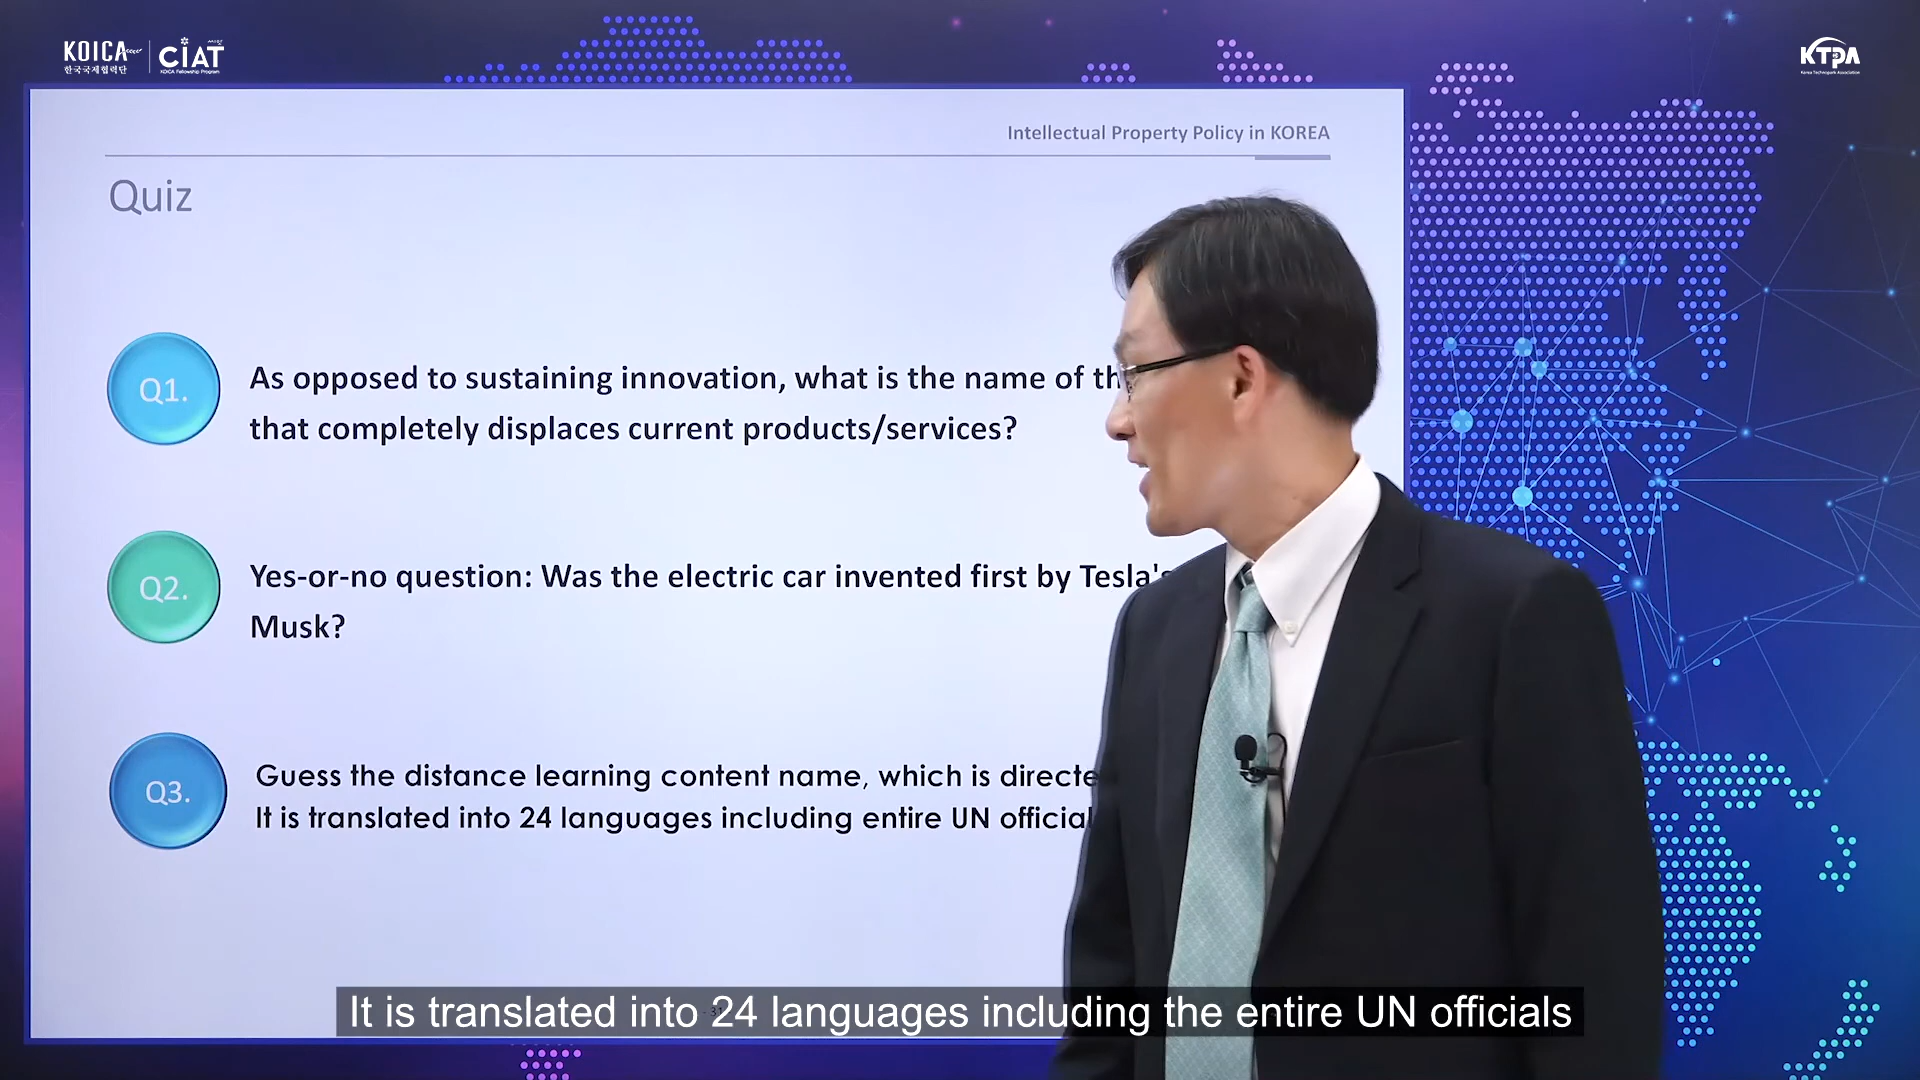 KOICA
한국국제협력단
CIAT
KOICA Fellowship Program
KTPA
Korea Technopark Association
Intellectual Property Policy in KOREA
Quiz
Q1.
As opposed to sustaining innovation, what is the name of
that completely displaces current products/services?
Q2.
Yes-or-no question: Was the electric car invented first by Tesla's
Musk?
Q3.
Guess the distance learning content name, which is
It is translated into 24 languages including entire UN official
It is translated into 24 languages including the entire UN officials